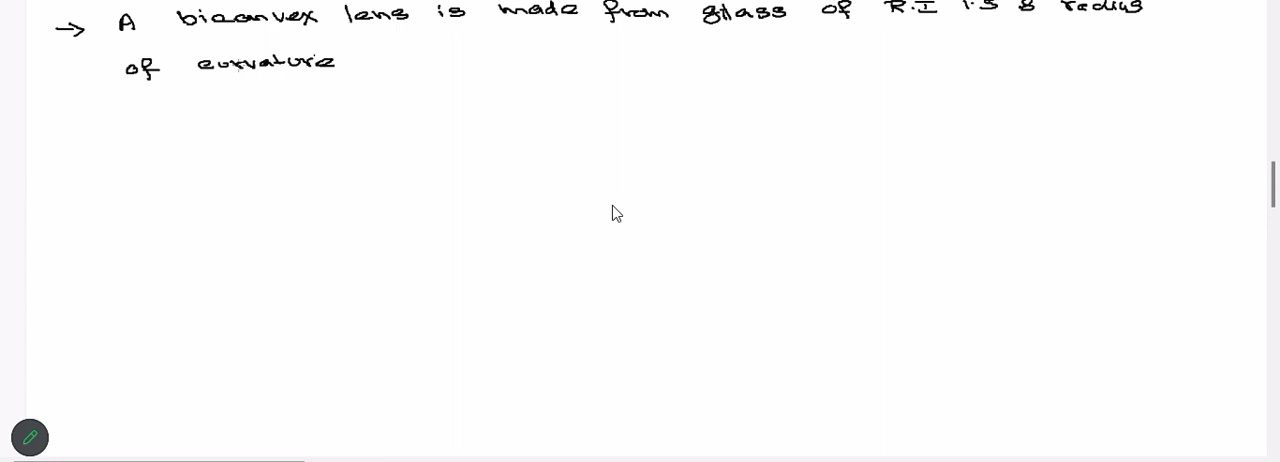 → A biconvex lens is made from glass of R.I 1.5 & radius
of curvature